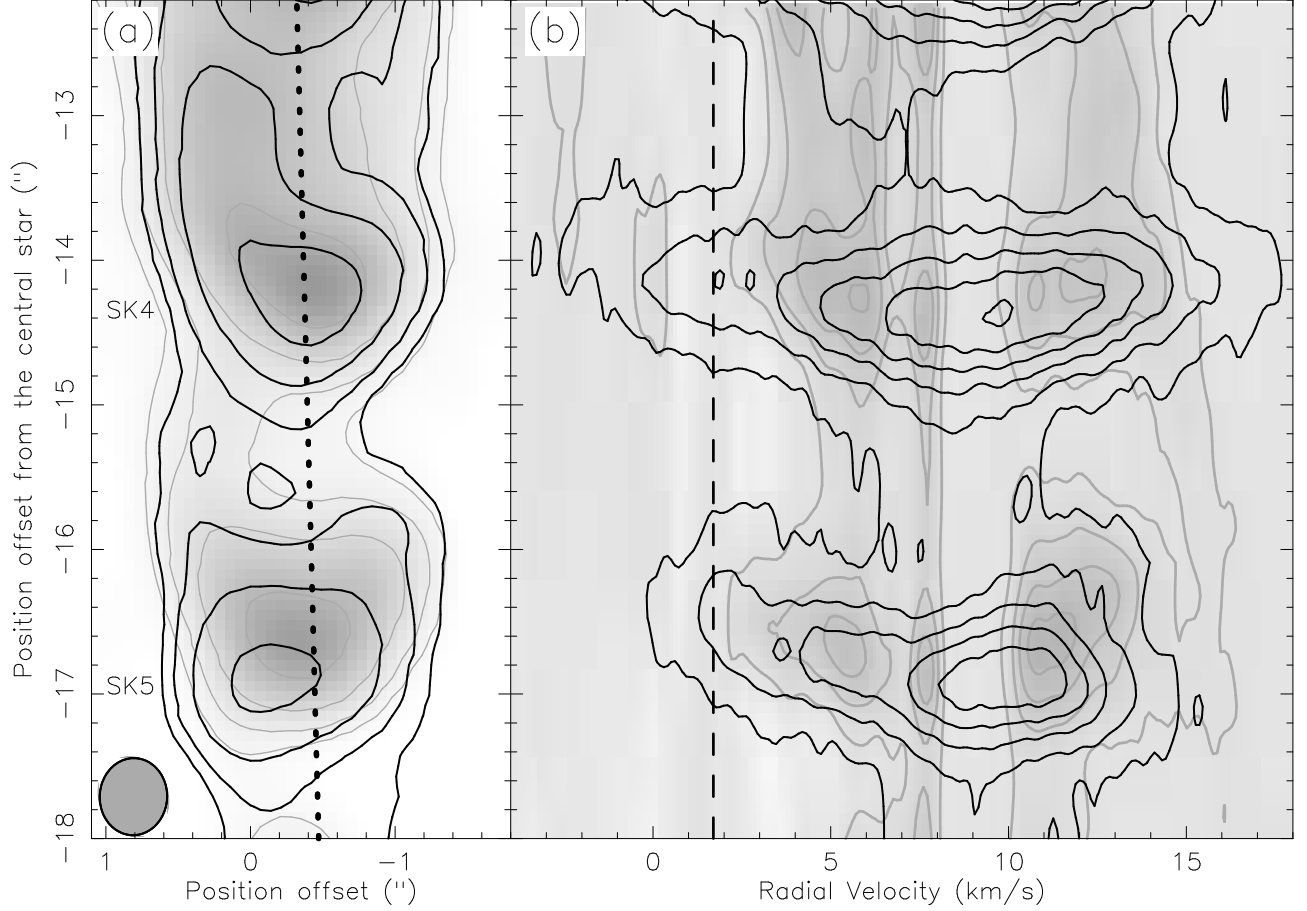 (a)
(b)
Position offset from the central star (")
−13
−14
SK4
−15
−16
SK5
−17
−18
1
0
−1
0
5
10
15
Position offset (")
Radial Velocity (km/s)